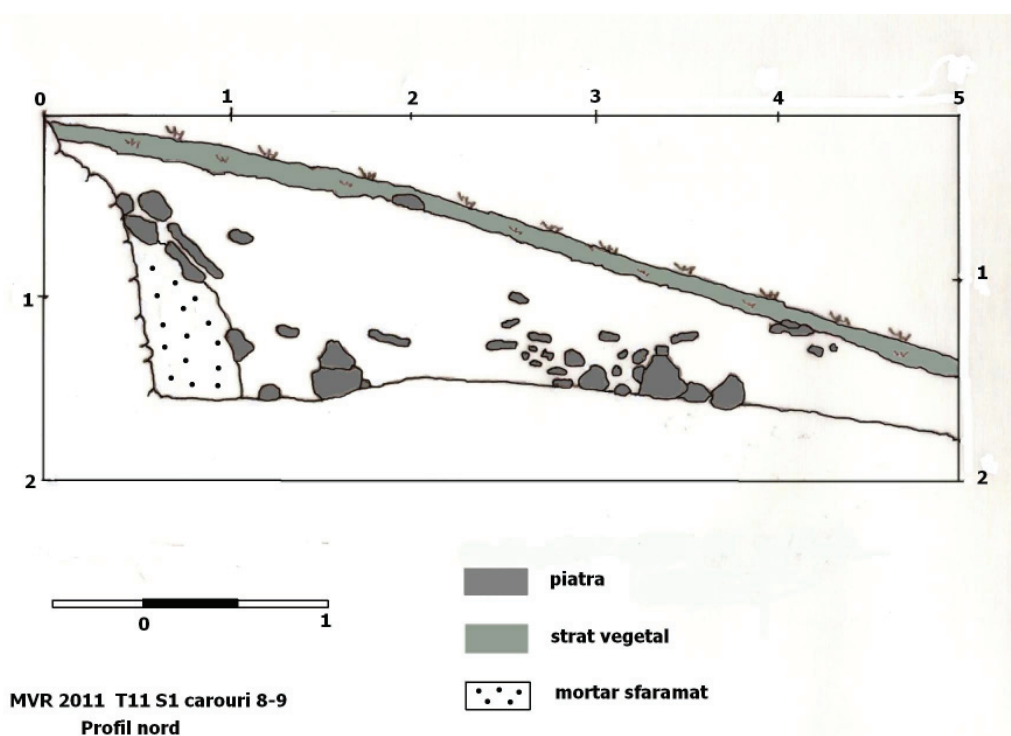 0 1 2 3 4 5
1 1
2 2
piatra
0 1
strat vegetal
mortar sfaramat
MVR 2011 T11 S1 carouri 8-9
Profil nord